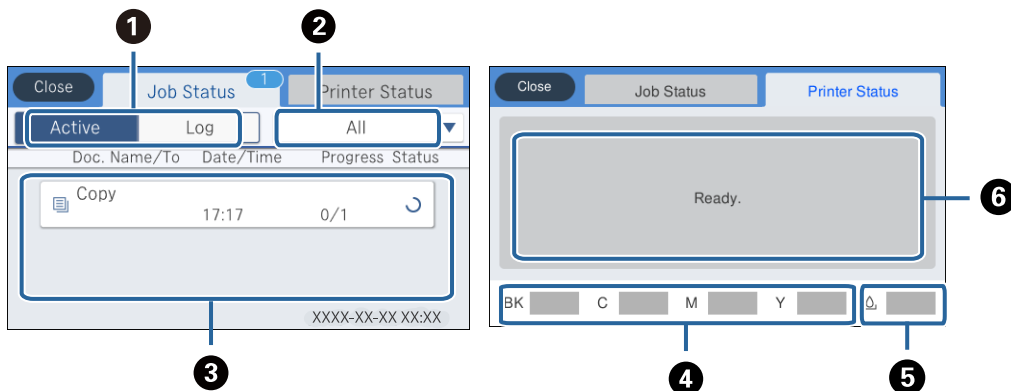 1 2
Close Job Status 1 Printer Status
Active Log All
Doc. Name/To Date/Time Progress Status
Copy
17:17 0/1
XXXX-XX-XX XX:XX
3
Close Job Status Printer Status
Ready.
6
BK C M Y
4 5